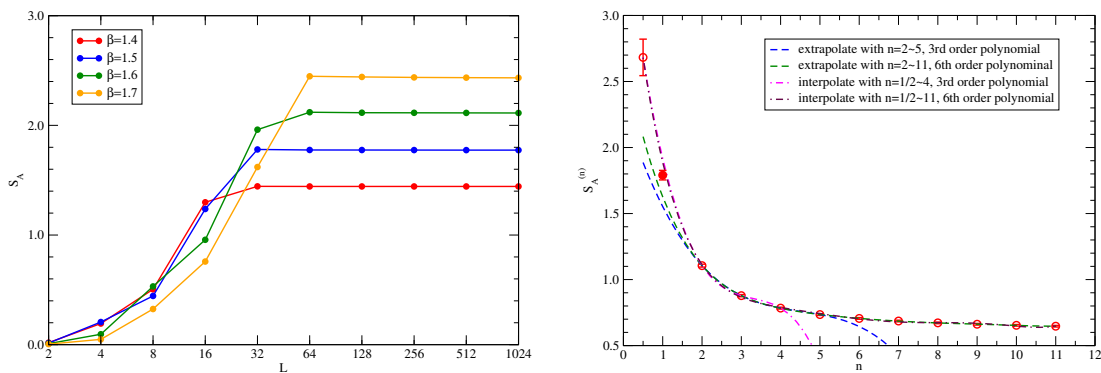 3.0
2.0
1.0
0.0
S_A
β=1.4
β=1.5
β=1.6
β=1.7
2 4 8 16 32 64 128 256 512 1024
L
3.0
2.5
2.0
1.5
1.0
0.5
S_A^(n)
extrapolate with n=2~5, 3rd order polynomial
extrapolate with n=2~11, 6th order polynominal
interpolate with n=1/2~4, 3rd order polynomial
interpolate with n=1/2~11, 6th order polynomial
0 1 2 3 4 5 6 7 8 9 10 11 12
n